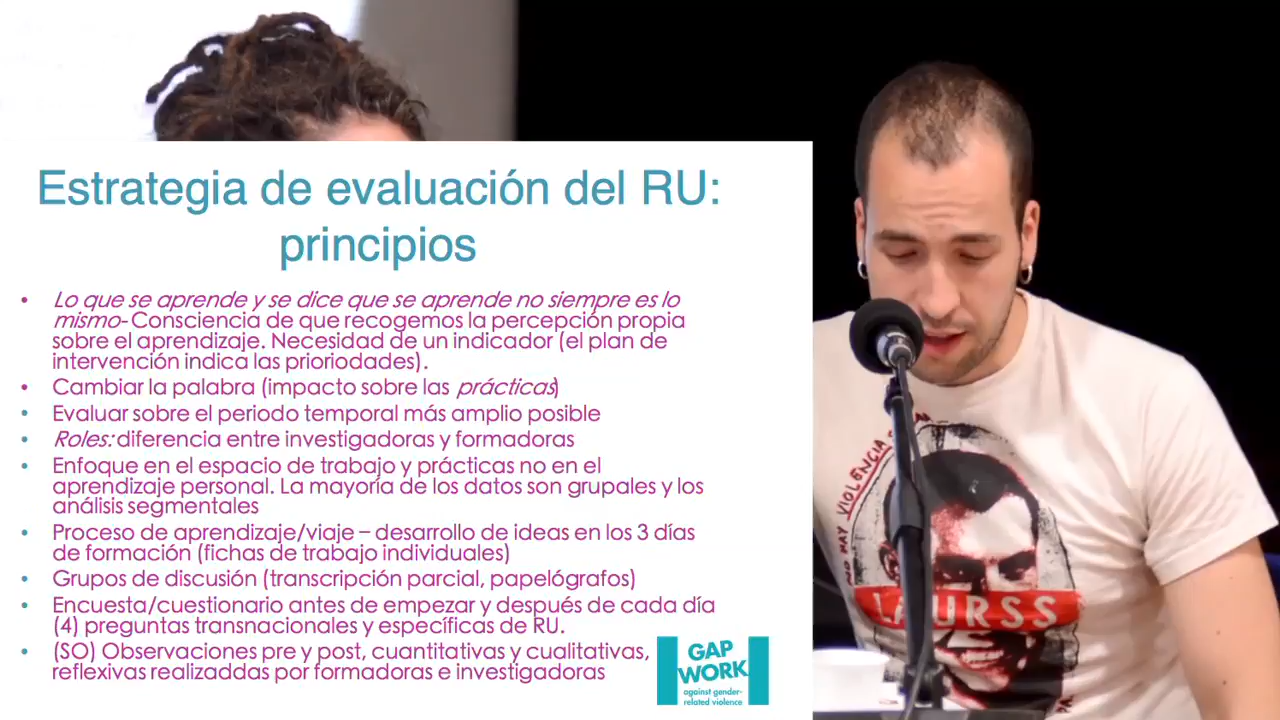 Estrategia de evaluación del RU:
principios
• Lo que se aprende y se dice que se aprende no siempre es lo
mismo- Consciencia de que recogemos la percepción propia
sobre el aprendizaje. Necesidad de un indicador (el plan de
intervención indica las prioriodades).
• Cambiar la palabra (impacto sobre las prácticas)
• Evaluar sobre el periodo temporal más amplio posible
• Roles: diferencia entre investigadoras y formadoras
• Enfoque en el espacio de trabajo y prácticas no en el
aprendizaje personal. La mayoría de los datos son grupales y los
análisis segmentales
• Proceso de aprendizaje/viaje – desarrollo de ideas en los 3 días
de formación (fichas de trabajo individuales)
• Grupos de discusión (transcripción parcial, papelógrafos)
• Encuesta/cuestionario antes de empezar y después de cada día
(4) preguntas transnacionales y específicas de RU.
• (SO) Observaciones pre y post, cuantitativas y cualitativas,
reflexivas realizaddas por formadoras e investigadoras
GAP
WORK
against gender-
related violence
NO HAY VIOLENCIA
URSS